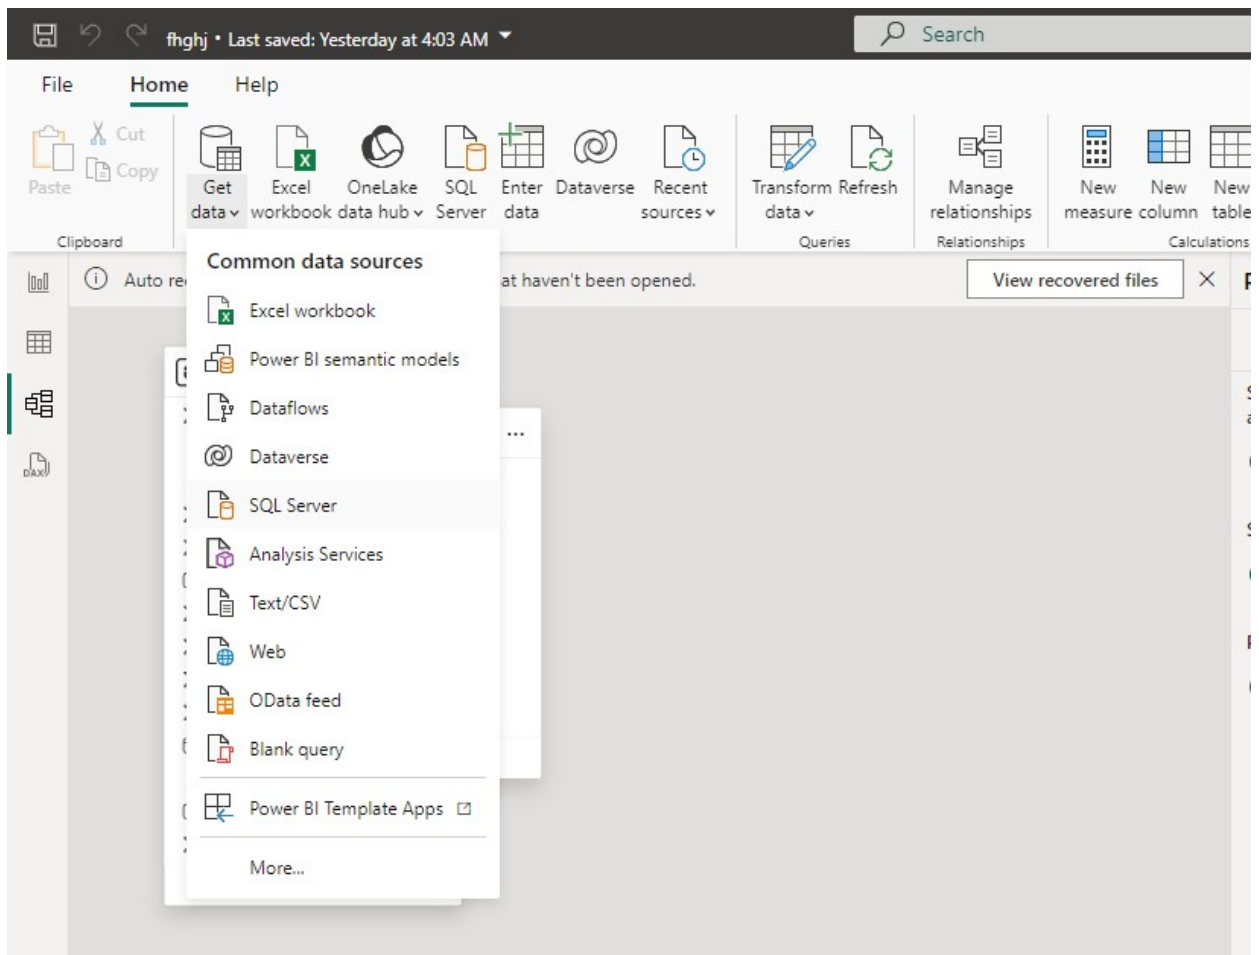 fhghj • Last saved: Yesterday at 4:03 AM
Search
File Home Help
Paste
Cut
Copy
Clipboard
Get data
Excel workbook
OneLake data hub
SQL Server
Enter data
Dataverse
Recent sources
Transform data
Refresh
Queries
Manage relationships
Relationships
New measure
New column
New table
Calculations
Auto
at haven't been opened.
View recovered files
Common data sources
Excel workbook
Power BI semantic models
Dataflows
Dataverse
SQL Server
Analysis Services
Text/CSV
Web
OData feed
Blank query
Power BI Template Apps
More...
DAX